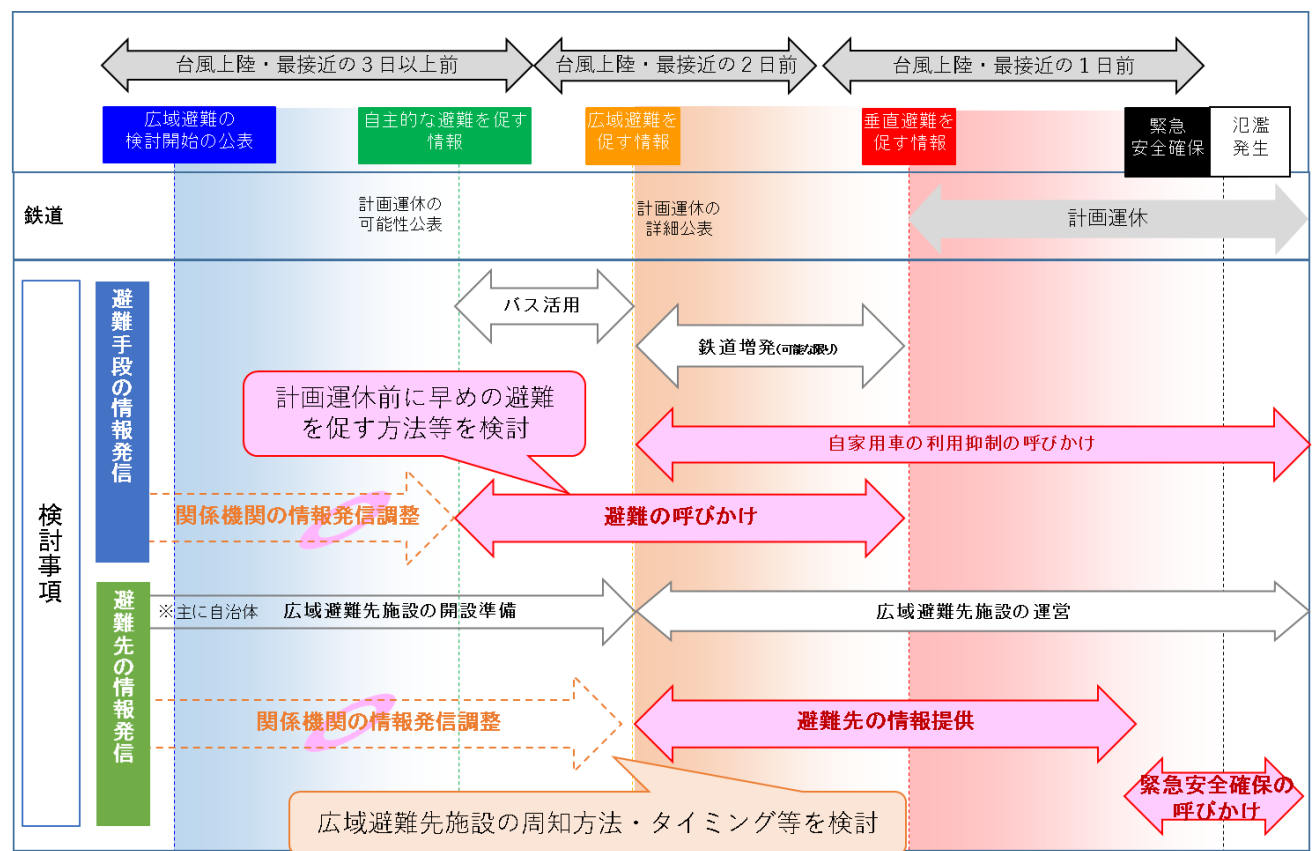 台風上陸・最接近の3日以上前
台風上陸・最接近の2日前
台風上陸・最接近の1日前
広域避難の
検討開始の公表
自主的な避難を促す
情報
広域避難を
促す情報
垂直避難を
促す情報
緊急
安全確保
氾濫
発生
鉄道
計画運休の
可能性公表
計画運休の
詳細公表
計画運休
検討事項
避難手段の情報発信
バス活用
鉄道増発(可能な限り)
計画運休前に早めの避難
を促す方法等を検討
自家用車の利用抑制の呼びかけ
関係機関の情報発信調整
避難の呼びかけ
避難先の情報発信
※主に自治体 広域避難先施設の開設準備
広域避難先施設の運営
関係機関の情報発信調整
避難先の情報提供
緊急安全確保の
呼びかけ
広域避難先施設の周知方法・タイミング等を検討